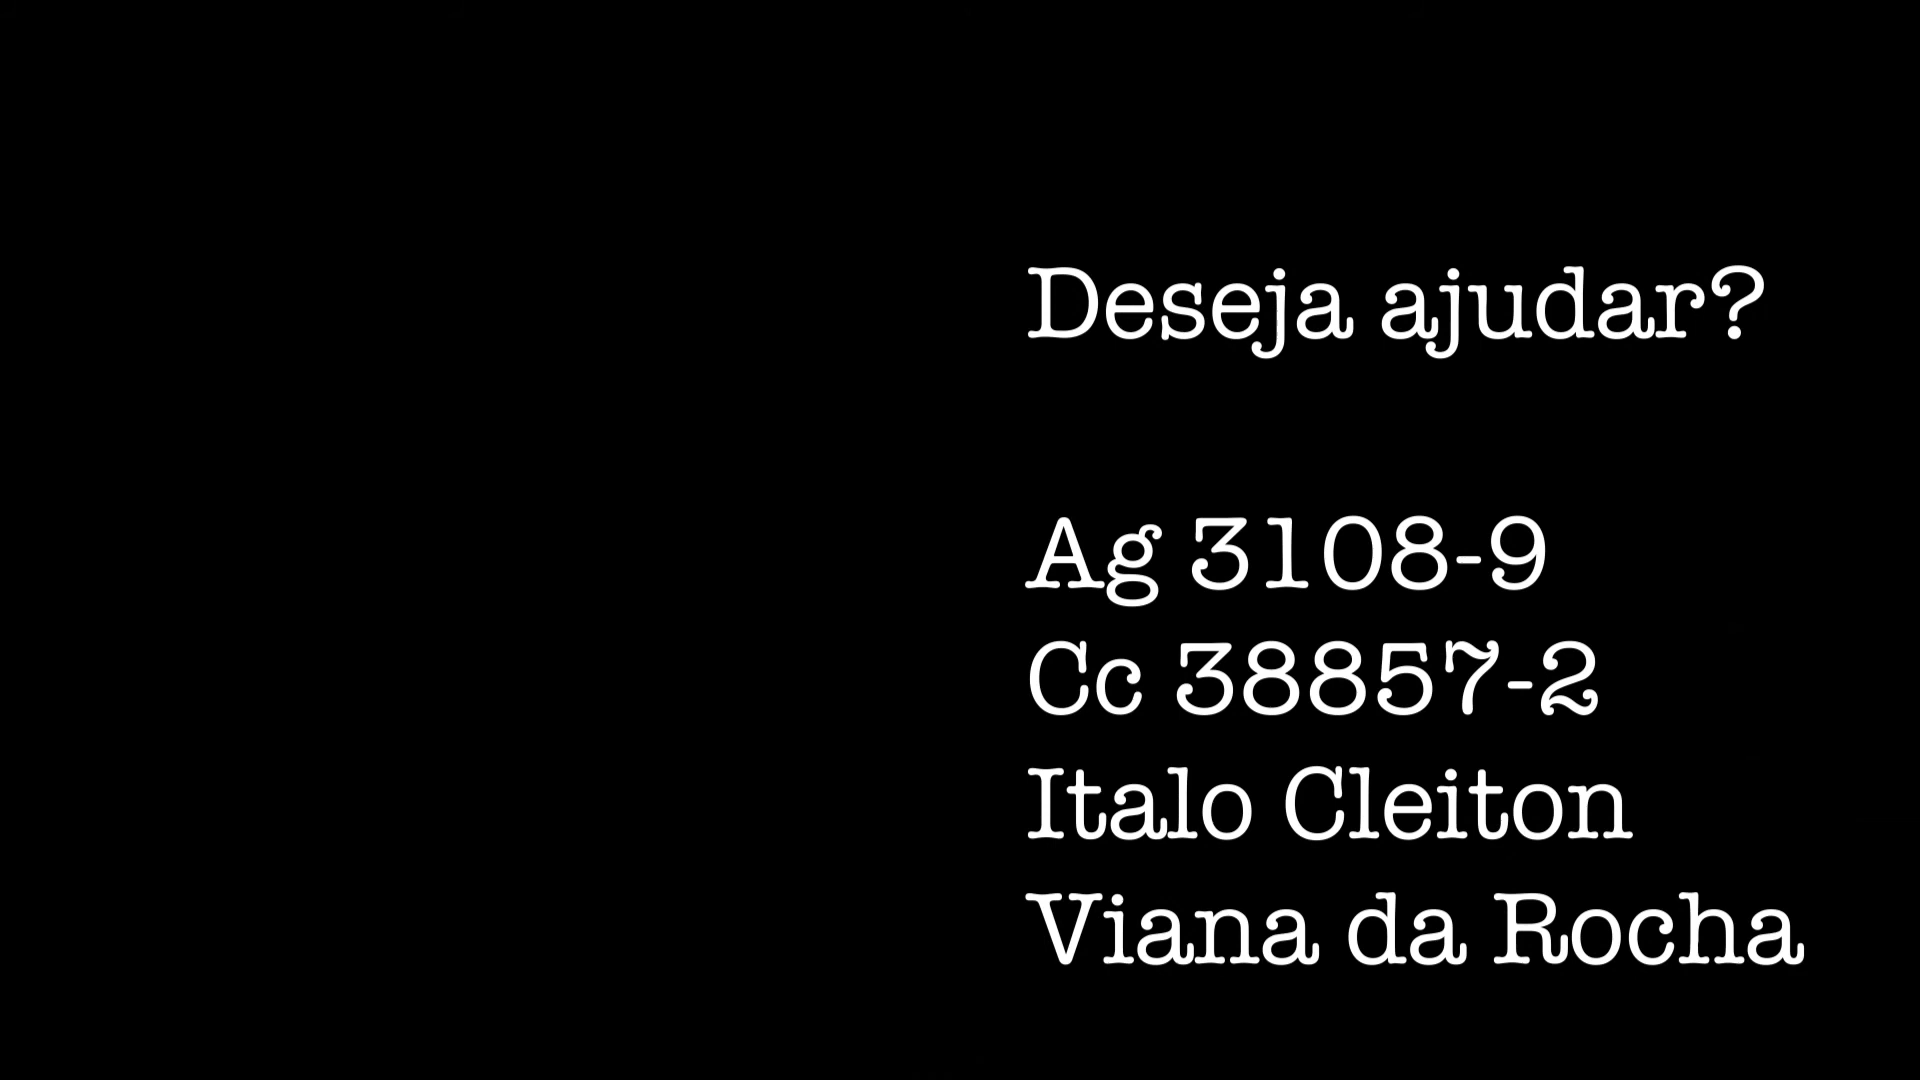 Deseja ajudar?
Ag 3108-9
Cc 38857-2
Italo Cleiton
Viana da Rocha